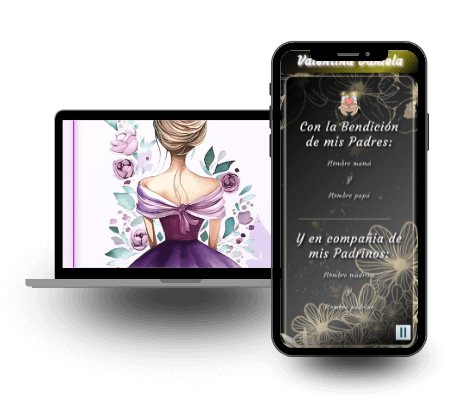 Valentina Daniela
Con la Bendición
de mis Padres:
Nombre mamá
y
Nombre papá
Y en compañia de
mis Padrinos:
Nombre madrina
y
Nombre padrino